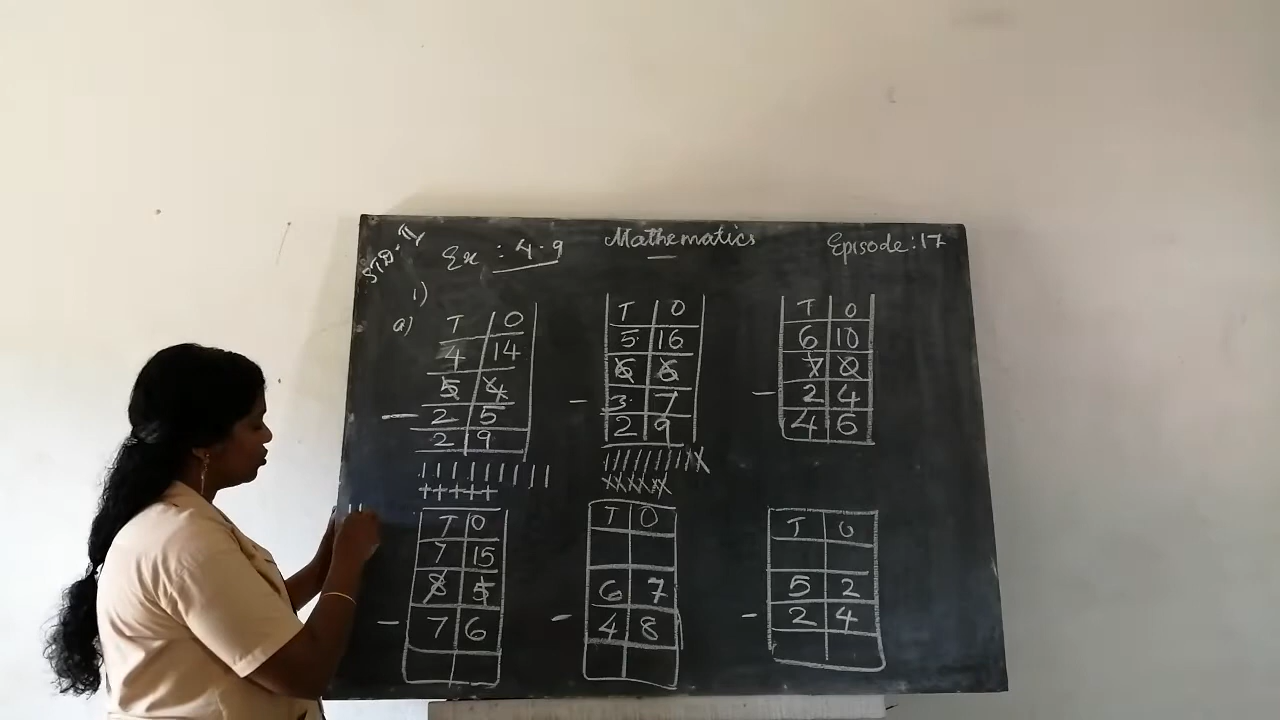 STD-II
Ex : 4.9
Mathematics
Episode: 17
1)
a)
T O
4 14
5 4
- 2 5
2 9
T O
5 16
6 6
- 3 7
2 9
T O
6 10
7 0
- 2 4
4 6
T O
7 15
8 5
- 7 6
T O
6 7
- 4 8
T O
5 2
- 2 4